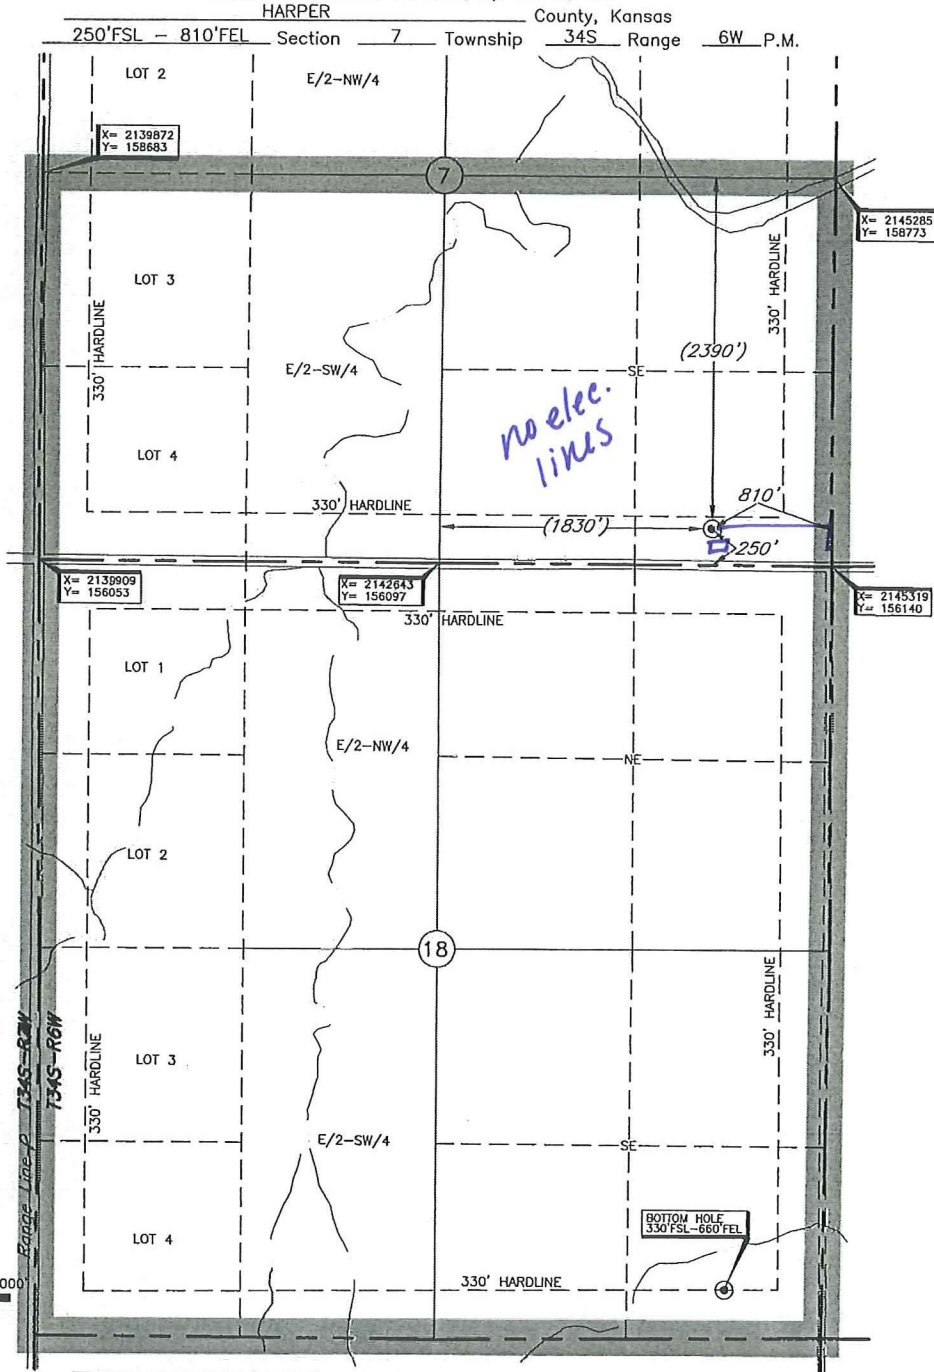 HARPER County, Kansas
250'FSL – 810'FEL Section 7 Township 34S Range 6W P.M.
LOT 2
E/2-NW/4
X= 2139872
Y= 158683
7
X= 2145285
Y= 158773
LOT 3
330' HARDLINE
330' HARDLINE
(2390')
E/2-SW/4
SE
no elec.
lines
LOT 4
330' HARDLINE
810'
(1830')
250'
X= 2139909
Y= 156053
X= 2142643
Y= 156097
X= 2145319
Y= 156140
330' HARDLINE
LOT 1
E/2-NW/4
NE
LOT 2
18
T34S-R7W
T34S-R6W
330' HARDLINE
330' HARDLINE
LOT 3
E/2-SW/4
SE
Range Line
BOTTOM HOLE
330'FSL-660'FEL
LOT 4
330' HARDLINE
000'